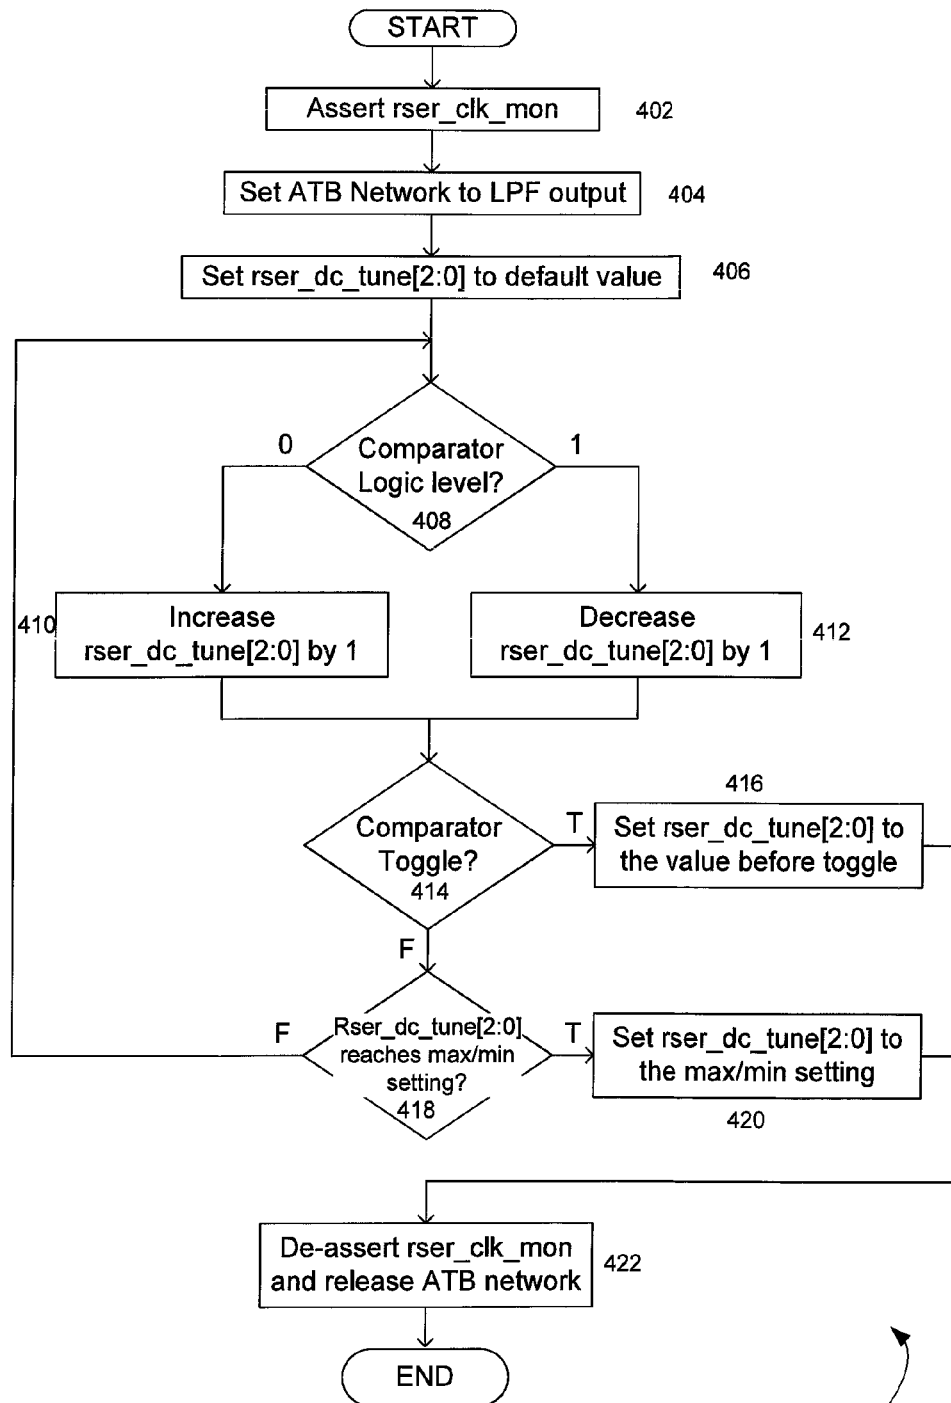 START
Assert rser_clk_mon
402
Set ATB Network to LPF output
404
Set rser_dc_tune[2:0] to default value
406
0
1
Comparator
Logic level?
408
410
Increase
rser_dc_tune[2:0] by 1
Decrease
rser_dc_tune[2:0] by 1
412
Comparator
Toggle?
414
T
416
Set rser_dc_tune[2:0] to
the value before toggle
F
F
Rser_dc_tune[2:0]
reaches max/min
setting?
418
T
Set rser_dc_tune[2:0] to
the max/min setting
420
De-assert rser_clk_mon
and release ATB network
422
END